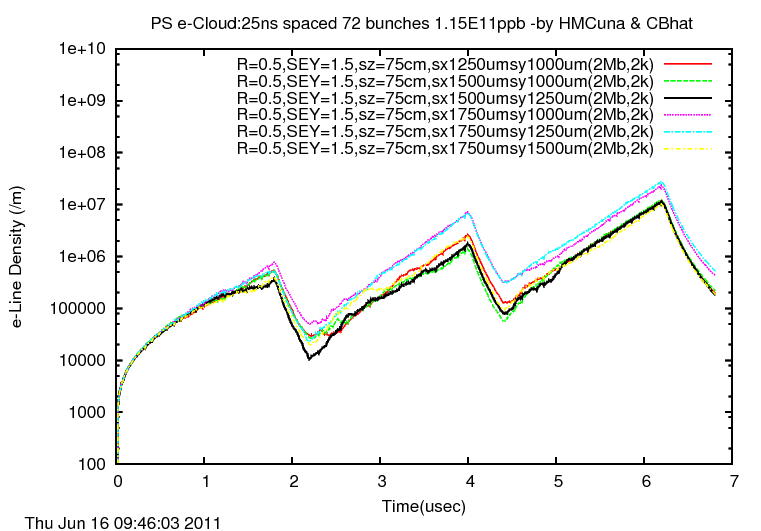 PS e-Cloud:25ns spaced 72 bunches 1.15E11ppb -by HMCuna & CBhat
1e+10
1e+09
1e+08
1e+07
1e+06
100000
10000
1000
100
e-Line Density (/m)
R=0.5,SEY=1.5,sz=75cm,sx1250umsy1000um(2Mb,2k)
R=0.5,SEY=1.5,sz=75cm,sx1500umsy1000um(2Mb,2k)
R=0.5,SEY=1.5,sz=75cm,sx1500umsy1250um(2Mb,2k)
R=0.5,SEY=1.5,sz=75cm,sx1750umsy1000um(2Mb,2k)
R=0.5,SEY=1.5,sz=75cm,sx1750umsy1250um(2Mb,2k)
R=0.5,SEY=1.5,sz=75cm,sx1750umsy1500um(2Mb,2k)
0 1 2 3 4 5 6 7
Time(usec)
Thu Jun 16 09:46:03 2011